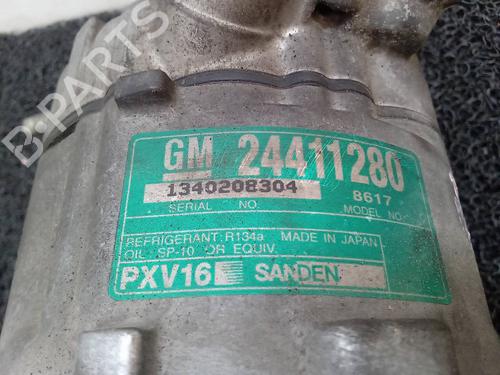 B-PARTS
GM 24411280
1340208304 8617
SERIAL NO. MODEL NO.
REFRIGERANT: R134a MADE IN JAPAN
OIL: SP-10 OR EQUIV.
PXV16 SANDEN